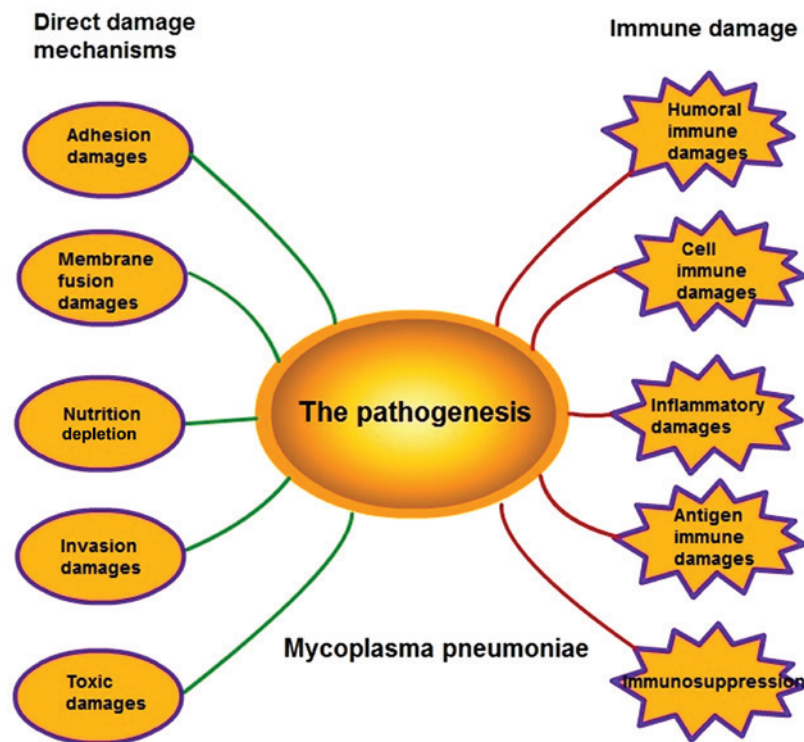 Direct damage
mechanisms
Adhesion
damages
Membrane
fusion
damages
Nutrition
depletion
Invasion
damages
Toxic
damages
The pathogenesis
Mycoplasma pneumoniae
Immune damage
Humoral
immune
damages
Cell
immune
damages
Inflammatory
damages
Antigen
immune
damages
Immunosuppression